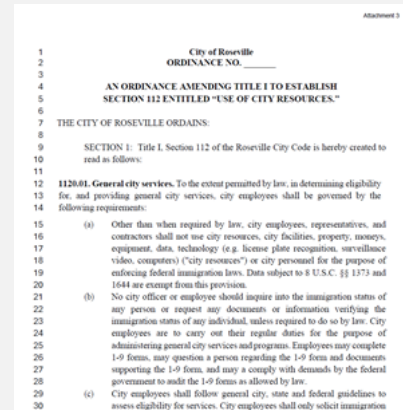 Attachment 3
1 City of Roseville
2 ORDINANCE NO. ______
3
4 AN ORDINANCE AMENDING TITLE I TO ESTABLISH
5 SECTION 112 ENTITLED “USE OF CITY RESOURCES.”
6
7 THE CITY OF ROSEVILLE ORDAINS:
8
9 SECTION 1: Title I, Section 112 of the Roseville City Code is hereby created to
10 read as follows:
11
12 1120.01. General city services. To the extent permitted by law, in determining eligibility
13 for, and providing general city services, city employees shall be governed by the
14 following requirements:
15 (a) Other than when required by law, city employees, representatives, and
16 contractors shall not use city resources, city facilities, property, moneys,
17 equipment, data, technology (e.g. license plate recognition, surveillance
18 video, computers) ("city resources") or city personnel for the purpose of
19 enforcing federal immigration laws. Data subject to 8 U.S.C. §§ 1373 and
20 1644 are exempt from this provision.
21 (b) No city officer or employee should inquire into the immigration status of
22 any person or request any documents or information verifying the
23 immigration status of any individual, unless required to do so by law. City
24 employees are to carry out their regular duties for the purpose of
25 administering general city services and programs. Employees may complete
26 I-9 forms, may question a person regarding the I-9 form and documents
27 supporting the I-9 form, and may a comply with demands by the federal
28 government to audit the I-9 forms as allowed by law.
29 (c) City employees shall follow general city, state and federal guidelines to
30 assess eligibility for services. City employees shall only solicit immigration